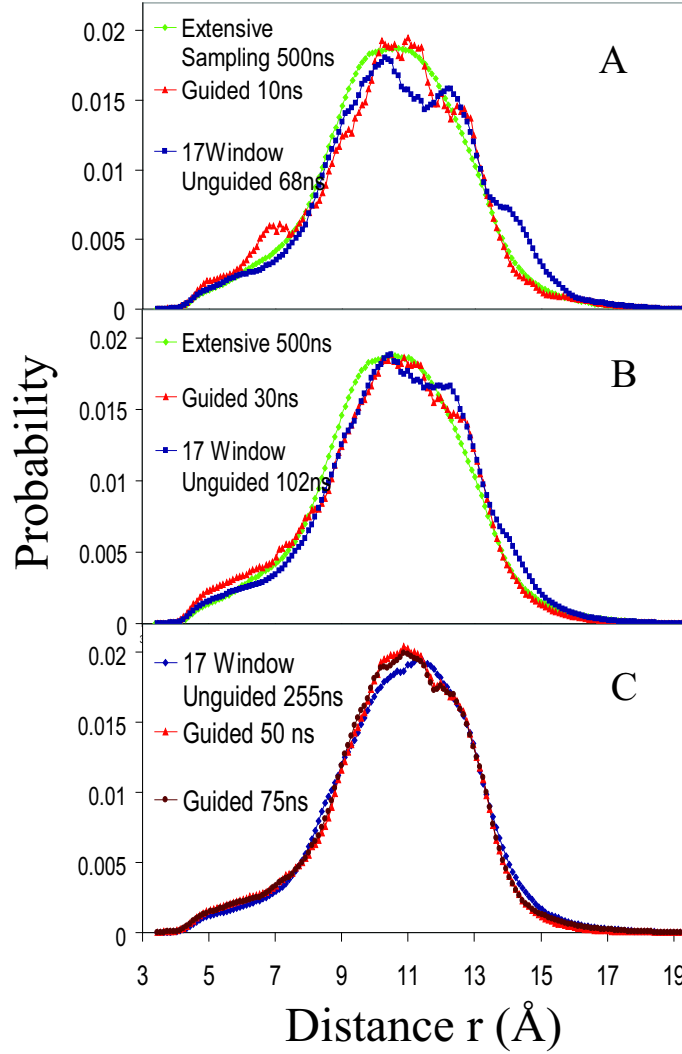 0.02
0.015
0.01
0.005
0
Extensive
Sampling 500ns
Guided 10ns
17Window
Unguided 68ns
A
0.02
0.015
0.01
0.005
0
Extensive 500ns
Guided 30ns
17 Window
Unguided 102ns
B
0.02
0.015
0.01
0.005
0
17 Window
Unguided 255ns
Guided 50 ns
Guided 75ns
C
3 5 7 9 11 13 15 17 19
Probability
Distance r (Å)